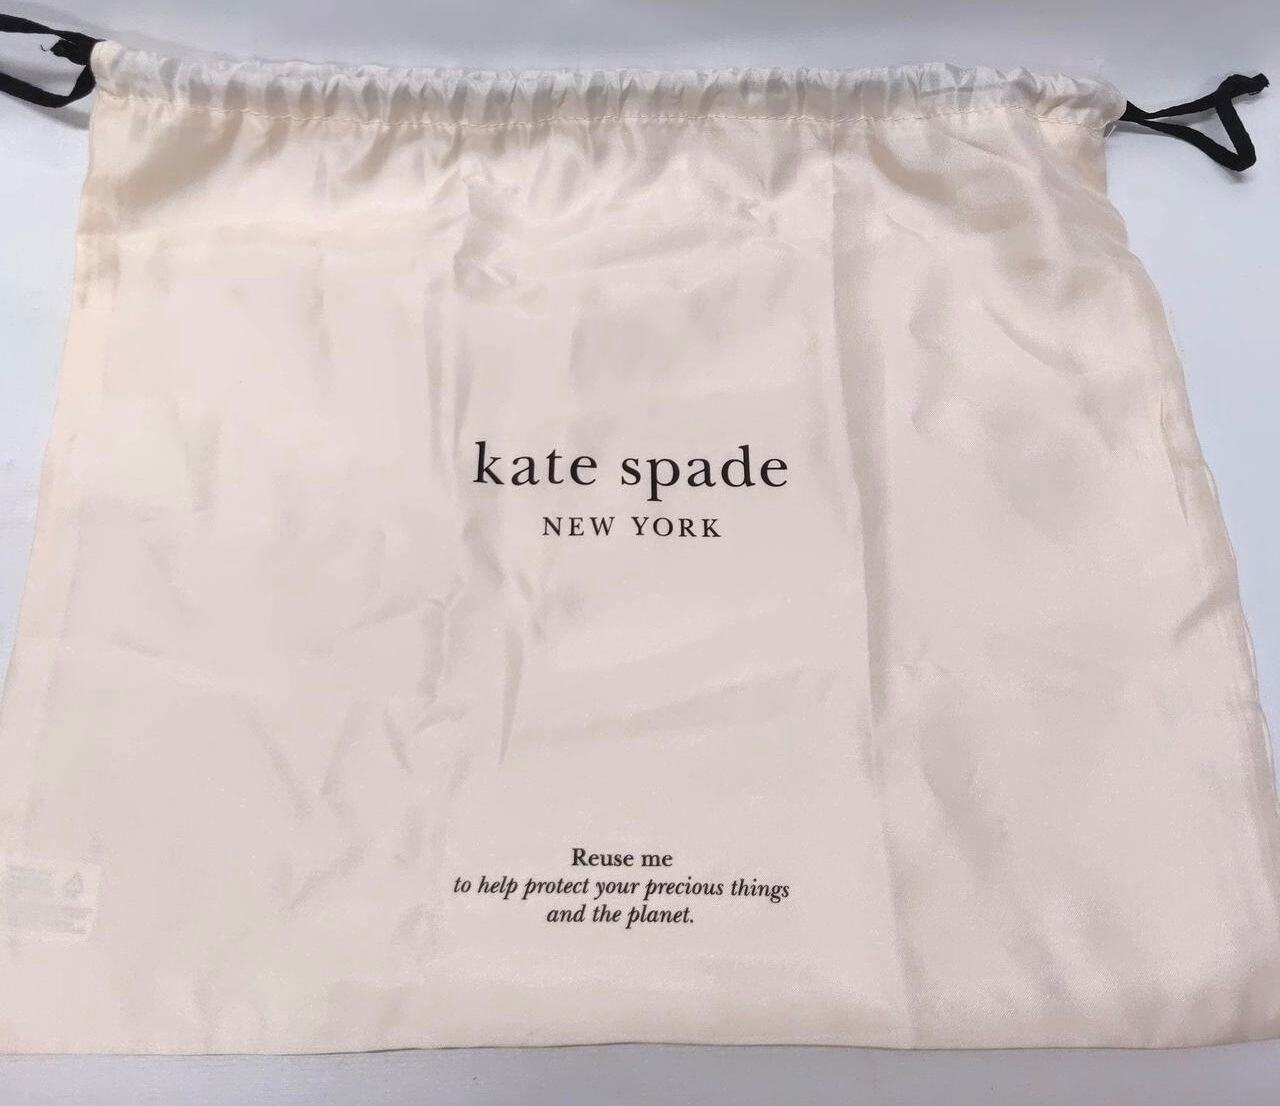 kate spade
NEW YORK
Reuse me
to help protect your precious things
and the planet.